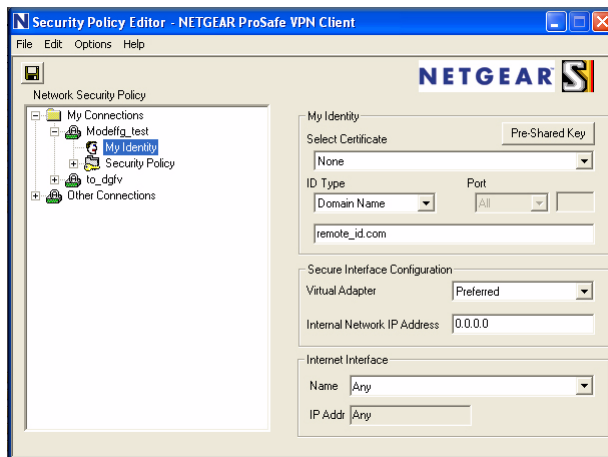 N Security Policy Editor - NETGEAR ProSafe VPN Client
File Edit Options Help
NETGEAR
Network Security Policy
My Connections
Modeffg_test
My Identity
Security Policy
to_dgfv
Other Connections
My Identity
Select Certificate
Pre-Shared Key
None
ID Type
Port
Domain Name
All
remote_id.com
Secure Interface Configuration
Virtual Adapter
Preferred
Internal Network IP Address
0.0.0.0
Internet Interface
Name
Any
IP Addr
Any